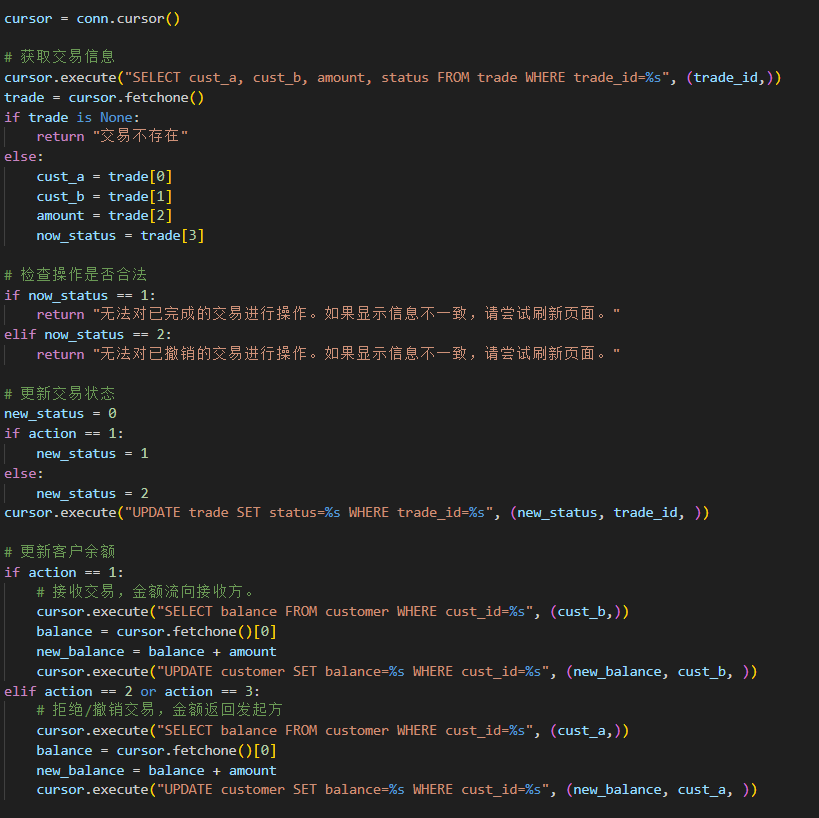 cursor = conn.cursor()
# 获取交易信息
cursor.execute("SELECT cust_a, cust_b, amount, status FROM trade WHERE trade_id=%s", (trade_id,))
trade = cursor.fetchone()
if trade is None:
    return "交易不存在"
else:
    cust_a = trade[0]
    cust_b = trade[1]
    amount = trade[2]
    now_status = trade[3]
# 检查操作是否合法
if now_status == 1:
    return "无法对已完成的交易进行操作。如果显示信息不一致，请尝试刷新页面。"
elif now_status == 2:
    return "无法对已撤销的交易进行操作。如果显示信息不一致，请尝试刷新页面。"
# 更新交易状态
new_status = 0
if action == 1:
    new_status = 1
else:
    new_status = 2
cursor.execute("UPDATE trade SET status=%s WHERE trade_id=%s", (new_status, trade_id, ))
# 更新客户余额
if action == 1:
    # 接收交易，金额流向接收方。
    cursor.execute("SELECT balance FROM customer WHERE cust_id=%s", (cust_b,))
    balance = cursor.fetchone()[0]
    new_balance = balance + amount
    cursor.execute("UPDATE customer SET balance=%s WHERE cust_id=%s", (new_balance, cust_b, ))
elif action == 2 or action == 3:
    # 拒绝/撤销交易，金额返回发起方
    cursor.execute("SELECT balance FROM customer WHERE cust_id=%s", (cust_a,))
    balance = cursor.fetchone()[0]
    new_balance = balance + amount
    cursor.execute("UPDATE customer SET balance=%s WHERE cust_id=%s", (new_balance, cust_a, ))